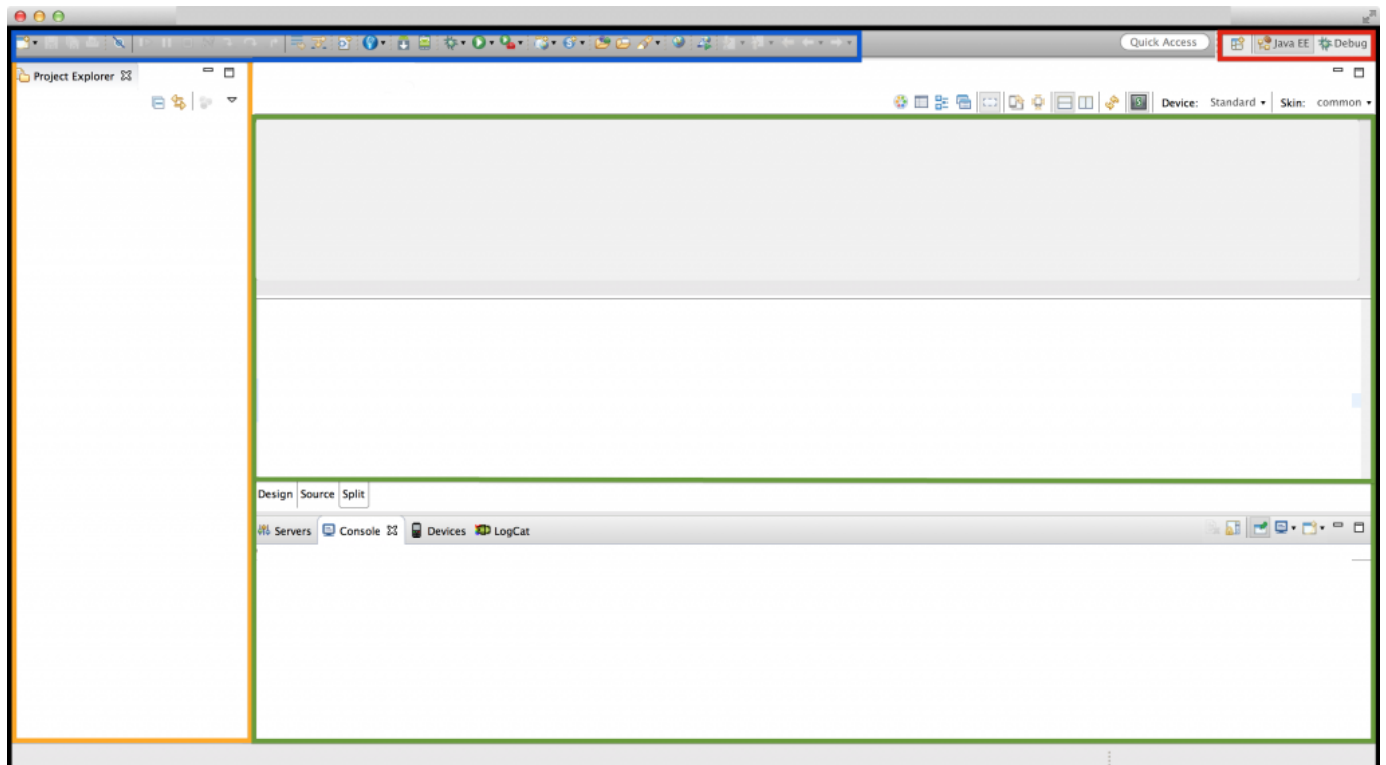 Quick Access Java EE Debug
Project Explorer
Device: Standard Skin: common
Design Source Split
Servers Console Devices LogCat